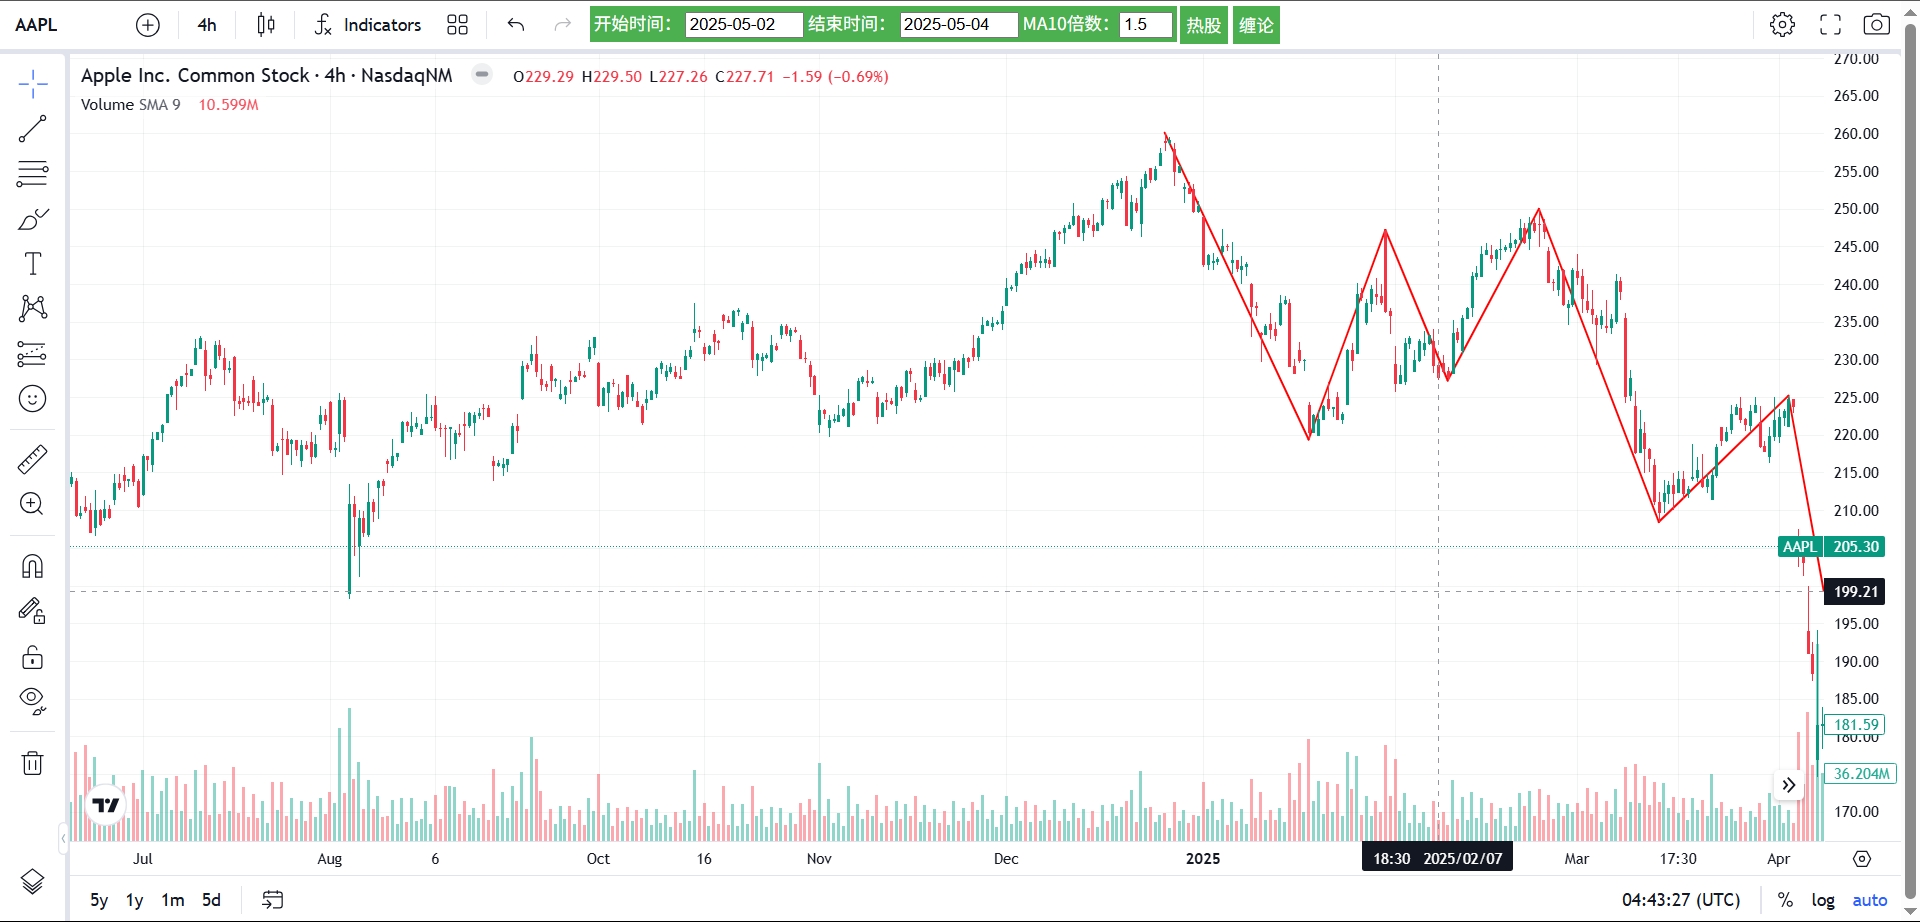 AAPL 4h Indicators 开始时间： 2025-05-02 结束时间： 2025-05-04 MA10倍数： 1.5 热股 缠论
Apple Inc. Common Stock · 4h · NasdaqNM O229.29 H229.50 L227.26 C227.71 −1.59 (−0.69%)
Volume SMA 9 10.599M
270.00
265.00
260.00
255.00
250.00
245.00
240.00
235.00
230.00
225.00
220.00
215.00
210.00
AAPL 205.30
199.21
195.00
190.00
185.00
181.59
180.00
36.204M
170.00
Jul Aug 6 Oct 16 Nov Dec 2025 18:30 2025/02/07 Mar 17:30 Apr
5y 1y 1m 5d 04:43:27 (UTC) % log auto